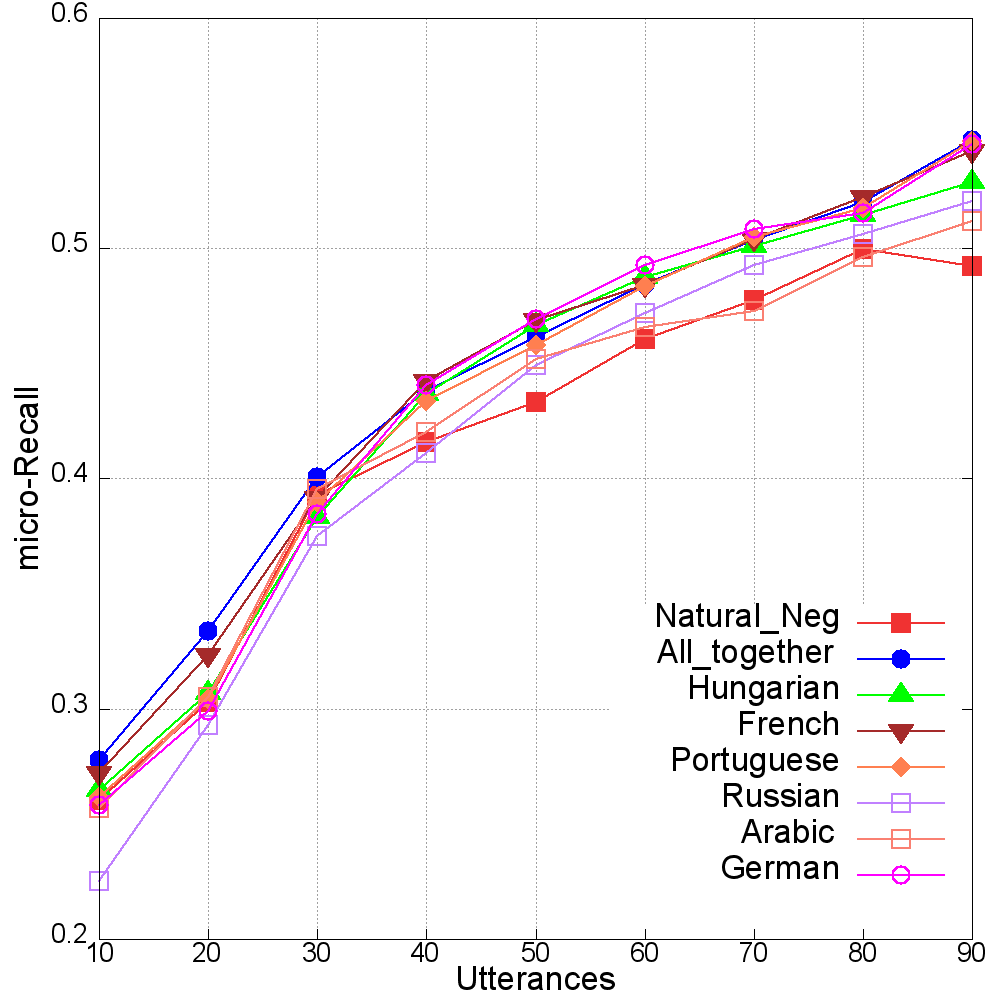 0.6
0.5
0.4
0.3
0.2
micro-Recall
Natural_Neg
All_together
Hungarian
French
Portuguese
Russian
Arabic
German
10 20 30 40 50 60 70 80 90
Utterances